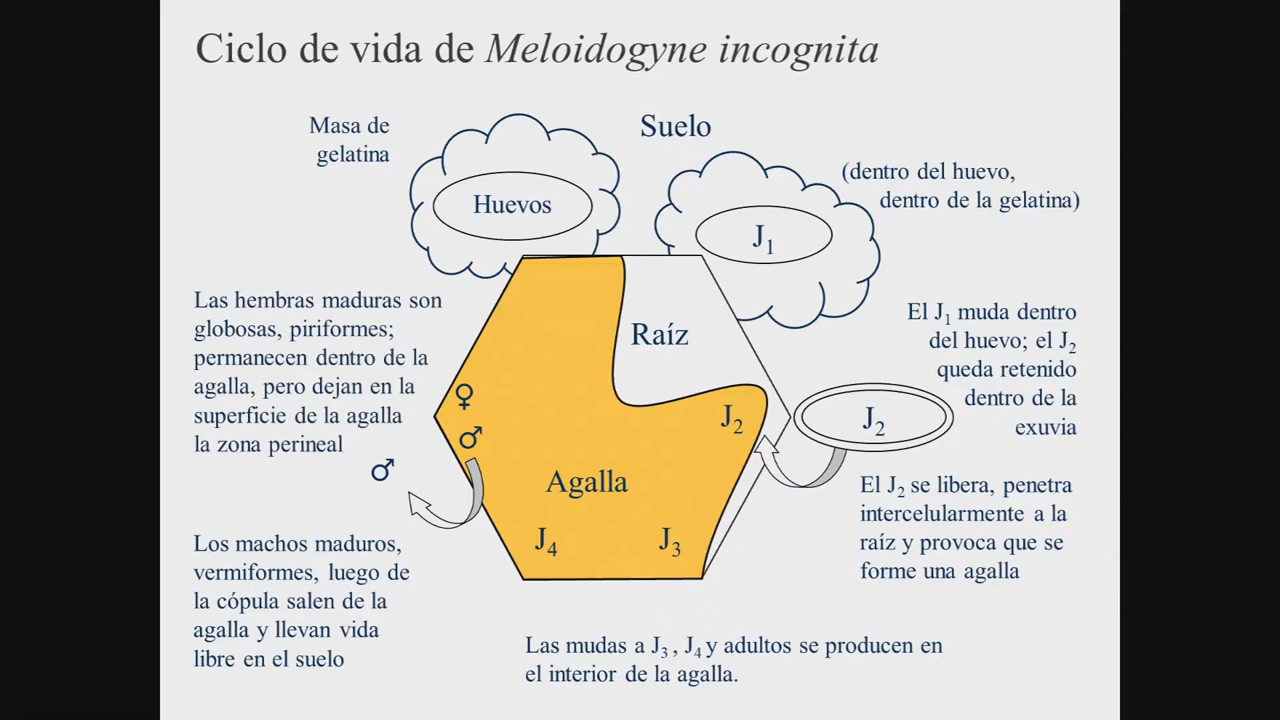 Ciclo de vida de Meloidogyne incognita
Masa de
gelatina
Suelo
(dentro del huevo,
dentro de la gelatina)
Huevos
J1
Las hembras maduras son
globosas, piriformes;
permanecen dentro de la
agalla, pero dejan en la
superficie de la agalla
la zona perineal
Raíz
El J1 muda dentro
del huevo; el J2
queda retenido
dentro de la
exuvia
♀
♂
♂
J2
J2
Agalla
J4
J3
El J2 se libera, penetra
intercelularmente a la
raíz y provoca que se
forme una agalla
Los machos maduros,
vermiformes, luego de
la cópula salen de la
agalla y llevan vida
libre en el suelo
Las mudas a J3 , J4 y adultos se producen en
el interior de la agalla.